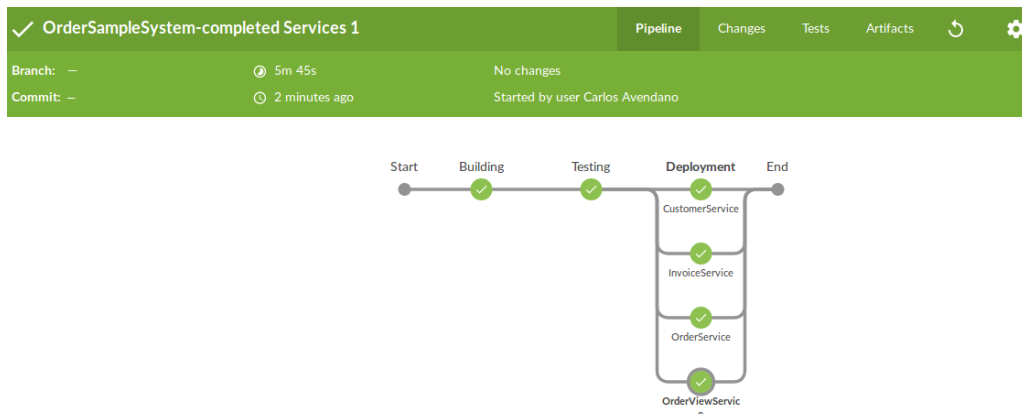 OrderSampleSystem-completed Services 1
Pipeline
Changes
Tests
Artifacts
Branch: —
5m 45s
No changes
Commit: —
2 minutes ago
Started by user Carlos Avendano
Start
Building
Testing
Deployment
End
CustomerService
InvoiceService
OrderService
OrderViewServic